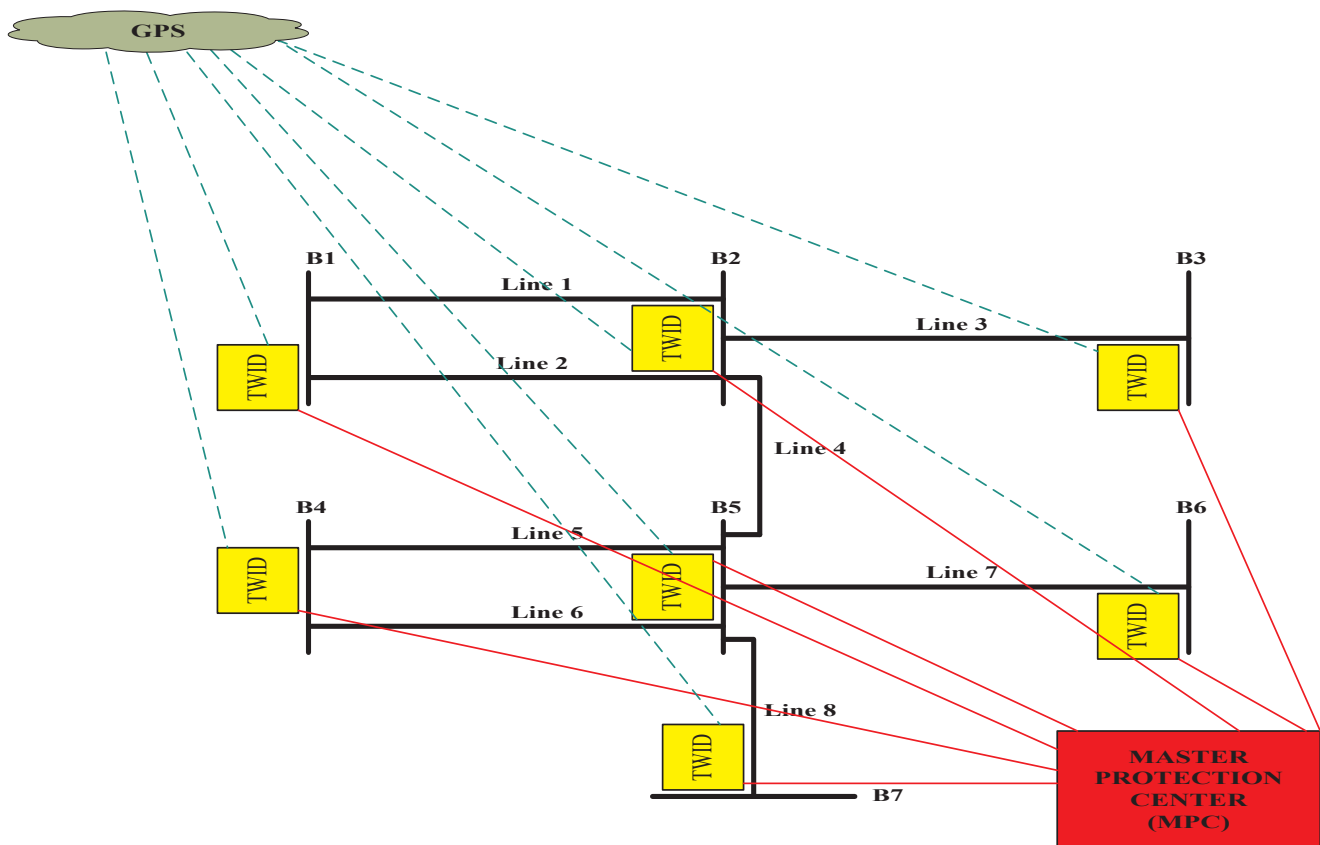 GPS
B1
B2
B3
Line 1
Line 3
TWID
Line 2
TWID
TWID
Line 4
B4
B5
B6
Line 5
Line 7
TWID
TWID
Line 6
TWID
Line 8
TWID
B7
MASTER
PROTECTION
CENTER
(MPC)